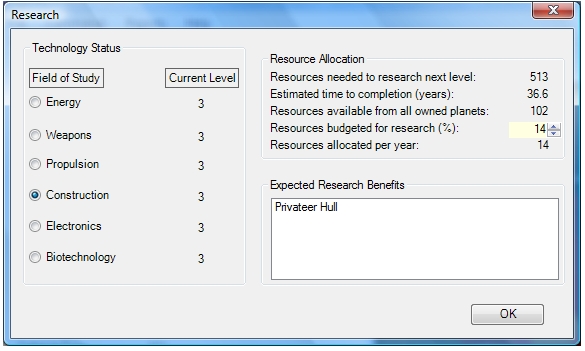 Research
Technology Status
Field of Study Current Level
Energy 3
Weapons 3
Propulsion 3
Construction 3
Electronics 3
Biotechnology 3
Resource Allocation
Resources needed to research next level: 513
Estimated time to completion (years): 36.6
Resources available from all owned planets: 102
Resources budgeted for research (%): 14
Resources allocated per year: 14
Expected Research Benefits
Privateer Hull
OK